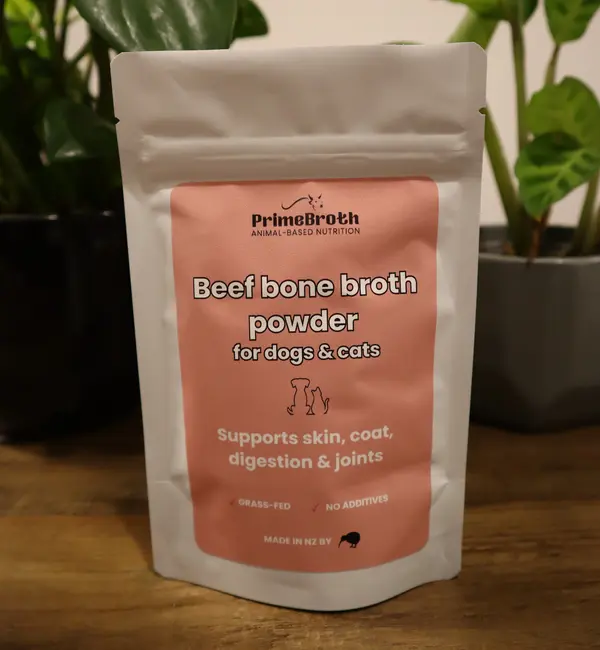 PrimeBroth
ANIMAL-BASED NUTRITION
Beef bone broth
powder
for dogs & cats
Supports skin, coat,
digestion & joints
✓ GRASS-FED ✓ NO ADDITIVES
MADE IN NZ BY